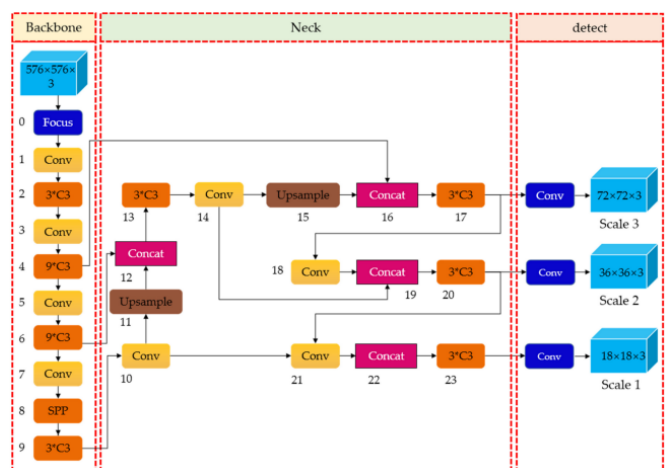 Backbone
Neck
detect
576×576×
3
0
Focus
1
Conv
2
3*C3
3
Conv
4
9*C3
5
Conv
6
9*C3
7
Conv
8
SPP
9
3*C3
3*C3
13
Conv
14
Upsample
15
Concat
16
3*C3
17
Conv
72×72×3
Scale 3
Concat
12
18
Conv
Concat
19
3*C3
20
Conv
36×36×3
Scale 2
Upsample
11
Conv
10
Conv
21
Concat
22
3*C3
23
Conv
18×18×3
Scale 1